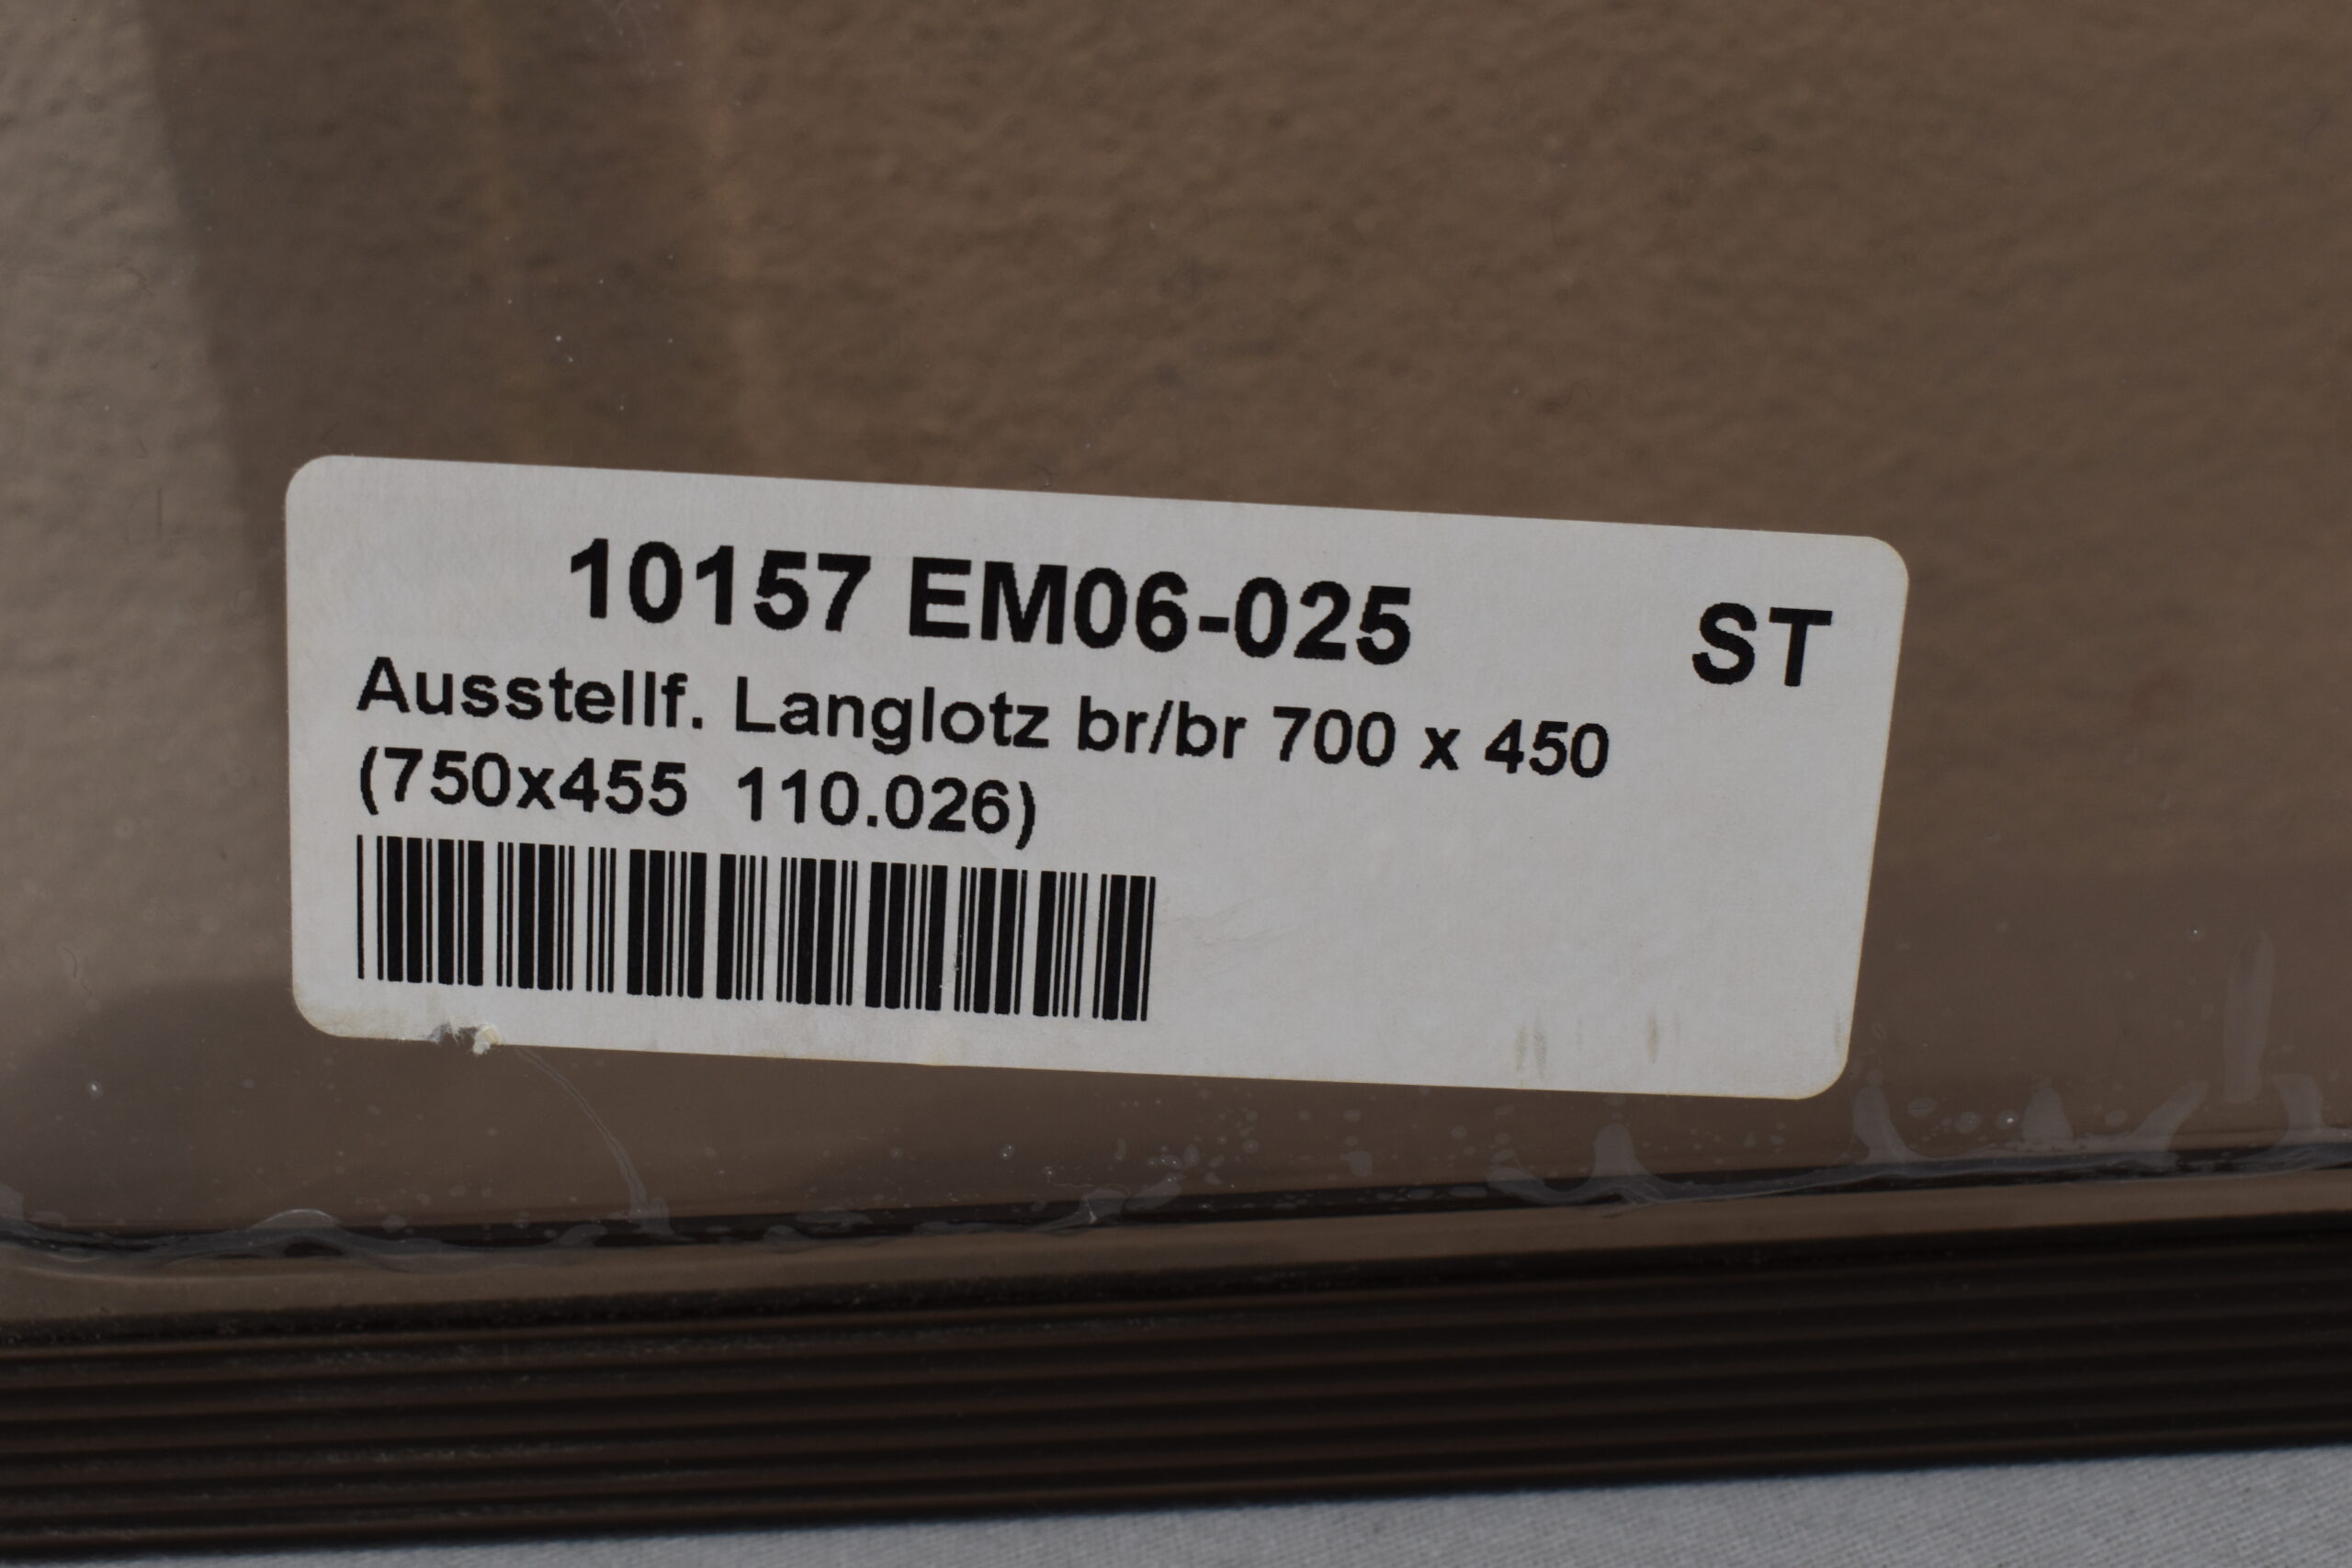 10157 EM06-025 ST
Ausstellf. Langlotz br/br 700 x 450
(750x455 110.026)